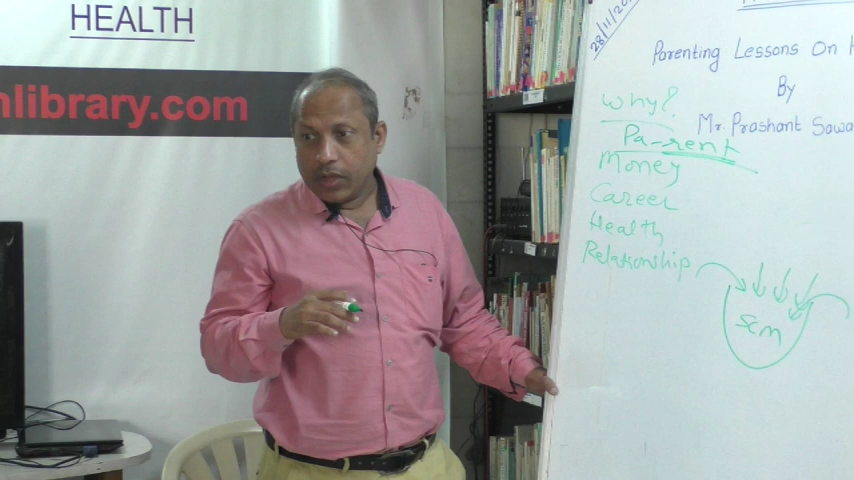 HEALTH
nlibrary.com
28/11/20
Parenting Lessons On H
By
Mr. Prashant Sawa
Why?
Pa-rent
Money
Career
Health
Relationship
SCM